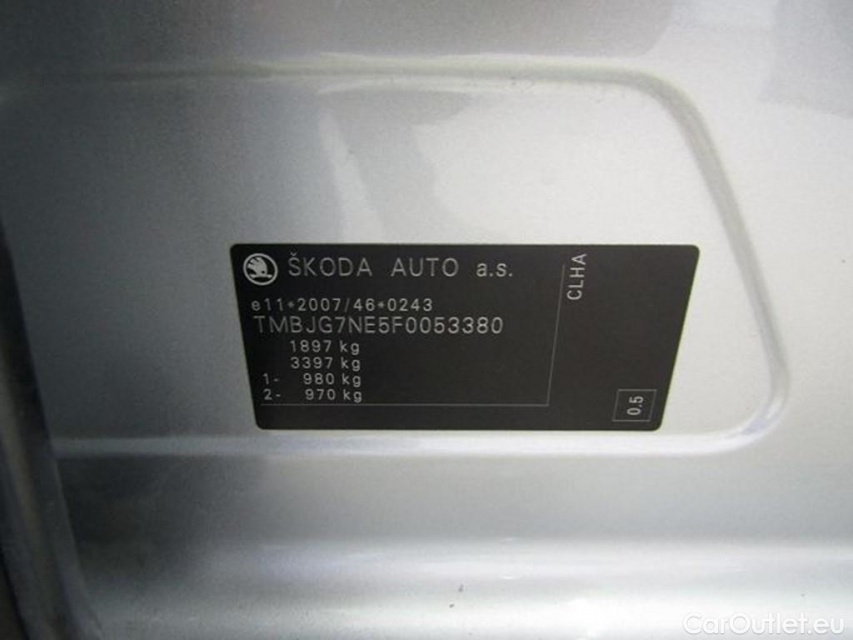 ŠKODA AUTO a.s.
e11*2007/46*0243
TMBJG7NE5F0053380
1897 kg
3397 kg
1- 980 kg
2- 970 kg
CLHA
0.5
CarOutlet.eu